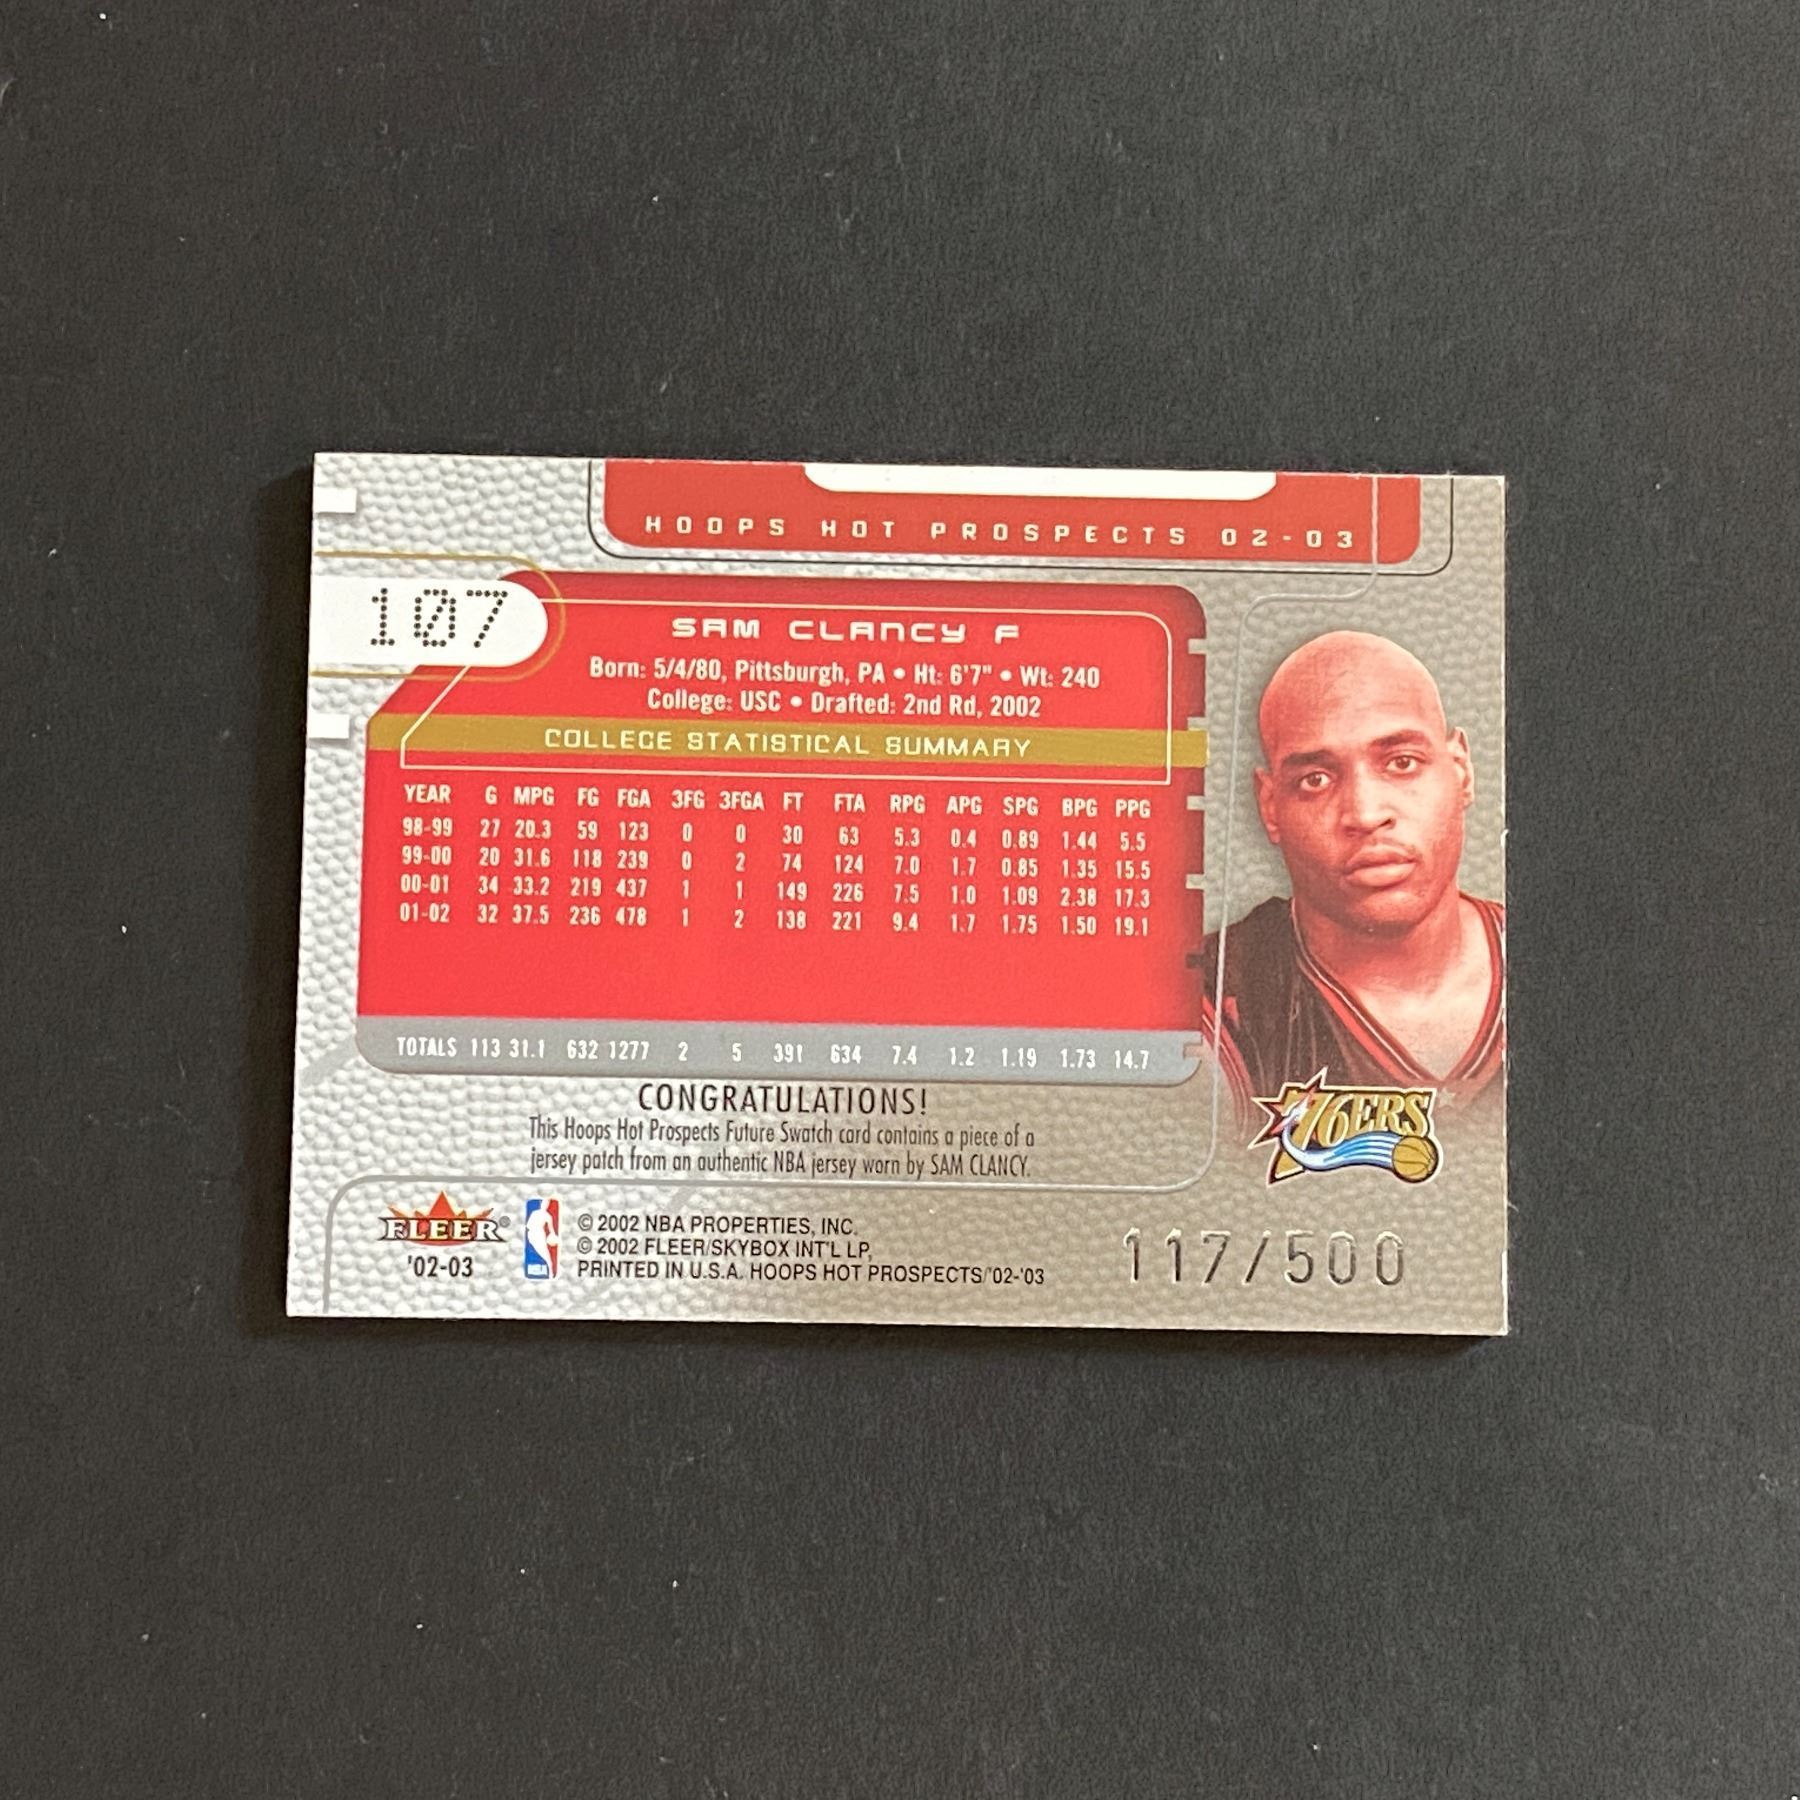 HOOPS HOT PROSPECTS 02-03
107
SAM CLANCY F
Born: 5/4/80, Pittsburgh, PA • Ht: 6'7" • Wt: 240
College: USC • Drafted: 2nd Rd, 2002
COLLEGE STATISTICAL SUMMARY
YEAR G MPG FG FGA 3FG 3FGA FT FTA RPG APG SPG BPG PPG
98-99 27 20.3 59 123 0 0 30 63 5.3 0.4 0.89 1.44 5.5
99-00 20 31.6 118 239 0 2 74 124 7.0 1.7 0.85 1.35 15.5
00-01 34 33.2 219 437 1 1 149 226 7.5 1.0 1.09 2.38 17.3
01-02 32 37.5 236 478 1 2 138 221 9.4 1.7 1.75 1.50 19.1
TOTALS 113 31.1 632 1277 2 5 391 634 7.4 1.2 1.19 1.73 14.7
CONGRATULATIONS!
This Hoops Hot Prospects Future Swatch card contains a piece of a
jersey patch from an authentic NBA jersey worn by SAM CLANCY.
76ERS
FLEER®
'02-03
NBA
© 2002 NBA PROPERTIES, INC.
© 2002 FLEER/SKYBOX INT'L LP,
PRINTED IN U.S.A. HOOPS HOT PROSPECTS/'02-'03
117/500